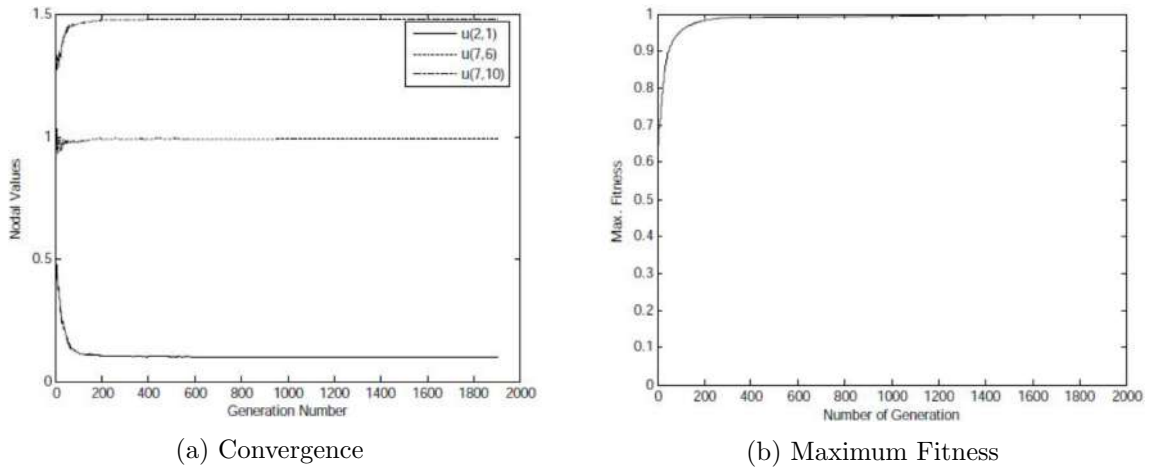 1.5
1
0.5
0
Nodal Values
u(2,1)
u(7,6)
u(7,10)
0 200 400 600 800 1000 1200 1400 1600 1800 2000
Generation Number
(a) Convergence
1
0.9
0.8
0.7
0.6
0.5
0.4
0.3
0.2
0.1
0
Max. Fitness
0 200 400 600 800 1000 1200 1400 1600 1800 2000
Number of Generation
(b) Maximum Fitness